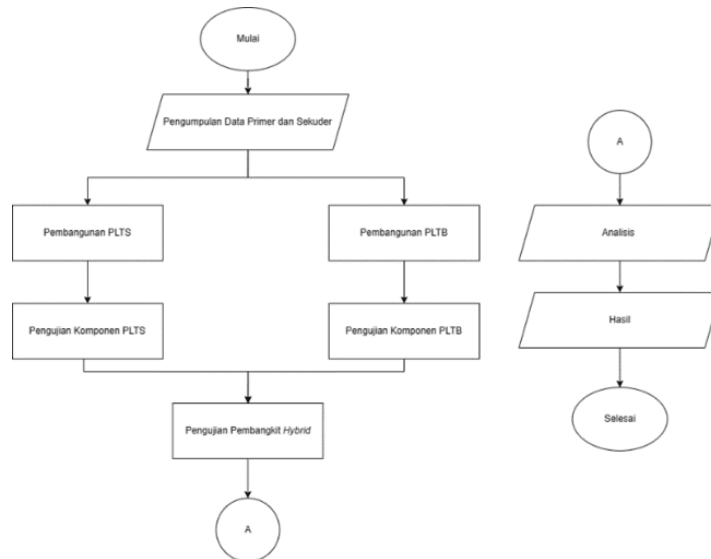 Mulai
Pengumpulan Data Primer dan Sekuder
Pembangunan PLTS
Pembangunan PLTB
Pengujian Komponen PLTS
Pengujian Komponen PLTB
Pengujian Pembangkit Hybrid
A
A
Analisis
Hasil
Selesai